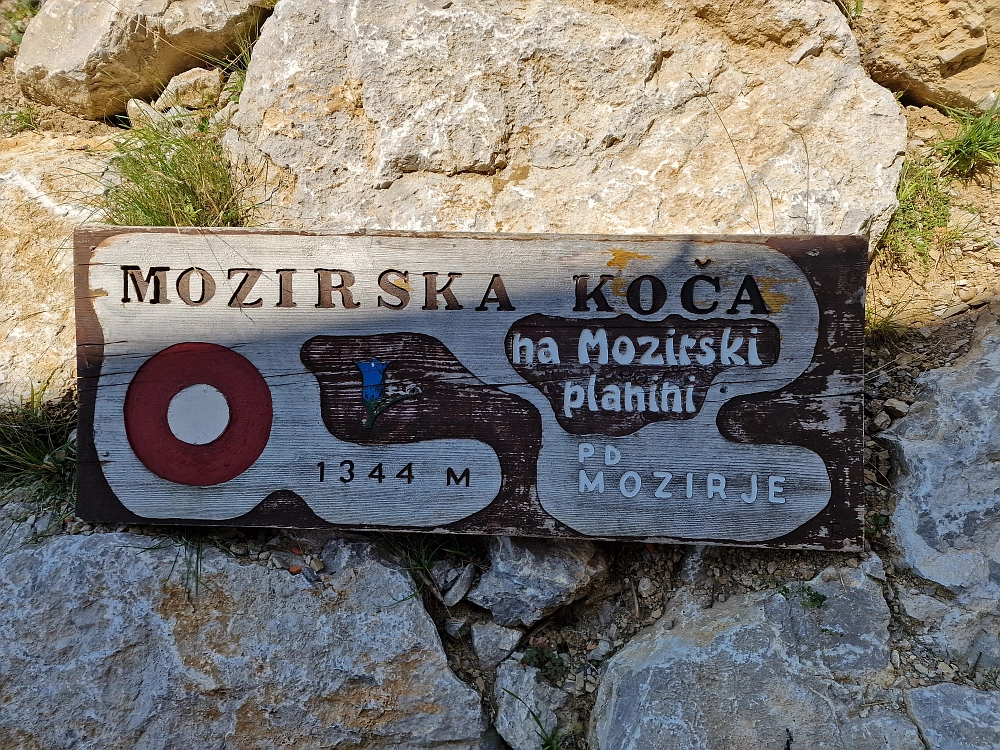 MOZIRSKA KOČA
na Mozirski
planini
1344 M
PD
MOZIRJE